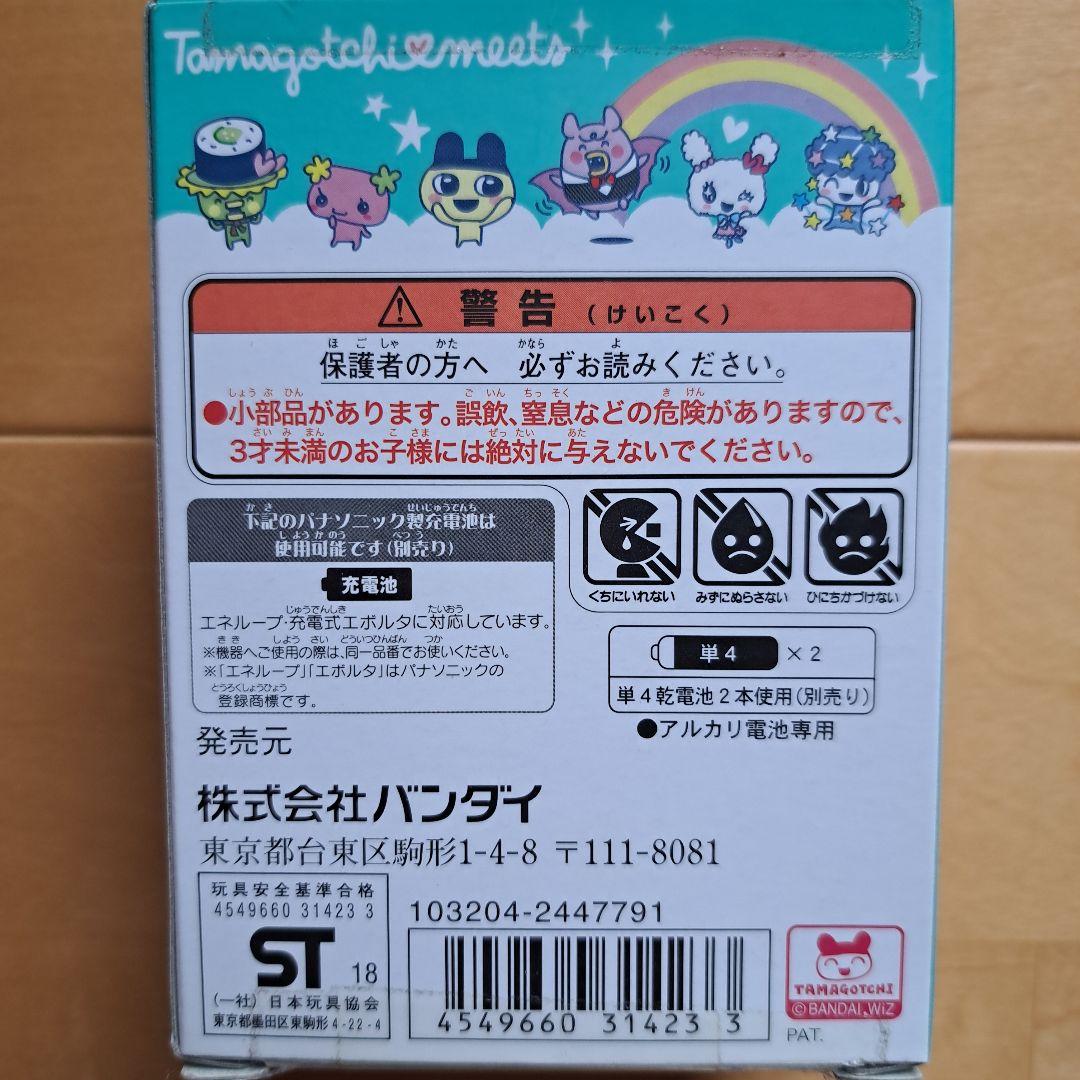 Tamagotchi♥meets
⚠ 警告 (けいこく)
保護者の方へ 必ずお読みください。
ほ ご しゃ かた かなら よ
●小部品があります。誤飲、窒息などの危険がありますので、
しょう ぶ ひん ご いん ちっ そく き けん
3才未満のお子様には絶対に与えないでください。
さい み まん こ さま ぜっ たい あた
下記のパナソニック製充電池は
か き せいじゅうでんち
使用可能です(別売り)
しようかのう べつう
充電池
エネループ・充電式エボルタに対応しています。
じゅうでんしき たいおう
※機器へご使用の際は、同一品番でお使いください。
きき しよう さい どういつひんばん つか
※「エネループ」「エボルタ」はパナソニックの
登録商標です。
とうろくしょうひょう
くちにいれない
みずにぬらさない
ひにちかづけない
単4 ×2
単4乾電池2本使用(別売り)
●アルカリ電池専用
発売元
株式会社バンダイ
東京都台東区駒形1-4-8 〒111-8081
玩具安全基準合格
4549660 31423 3
ST 18
(一社)日本玩具協会
東京都墨田区東駒形4-22-4
103204-2447791
4549660 314233
TAMAGOTCHI
©BANDAI, WiZ
PAT.